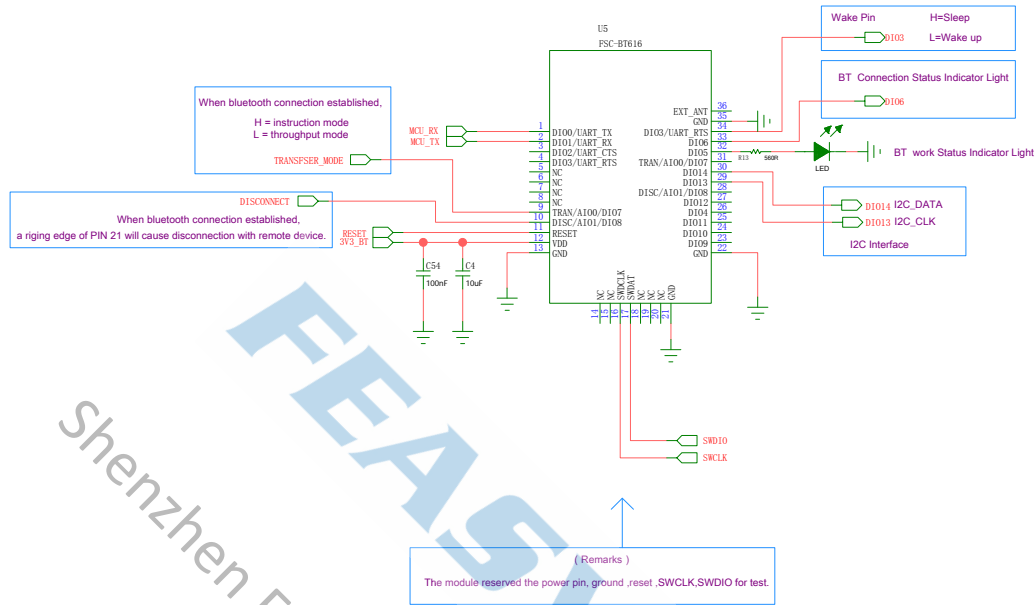 Wake Pin H=Sleep
DIO3 L=Wake up
BT Connection Status Indicator Light
DIO6
U5
FSC-BT616
When bluetooth connection established,
H = instruction mode
L = throughput mode
TRANSFSER_MODE
MCU_RX
MCU_TX
DISCONNECT
When bluetooth connection established,
a riging edge of PIN 21 will cause disconnection with remote device.
RESET
3V3_BT
C54
100nF
C4
10uF
1 DIO0/UART_TX
2 DIO1/UART_RX
3 DIO2/UART_CTS
4 DIO3/UART_RTS
5 NC
6 NC
7 NC
8 NC
9 TRAN/AIO0/DIO7
10 DISC/AIO1/DIO8
11 RESET
12 VDD
13 GND
EXT_ANT 36
GND 35
DIO3/UART_RTS 34
DIO6 33
DIO5 32
TRAN/AIO0/DIO7 31
DIO14 30
DIO13 29
DISC/AIO1/DIO8 28
DIO12 27
DIO4 26
DIO11 25
DIO10 24
DIO9 23
GND 22
14 NC
15 NC
16 SWDCLK
17 SWDAT
18 NC
19 NC
20 NC
21 GND
R13 560R
LED
BT work Status Indicator Light
DIO14 I2C_DATA
DIO13 I2C_CLK
I2C Interface
SWDIO
SWCLK
( Remarks )
The module reserved the power pin, ground ,reset ,SWCLK,SWDIO for test.
Shenzhen
FEASY